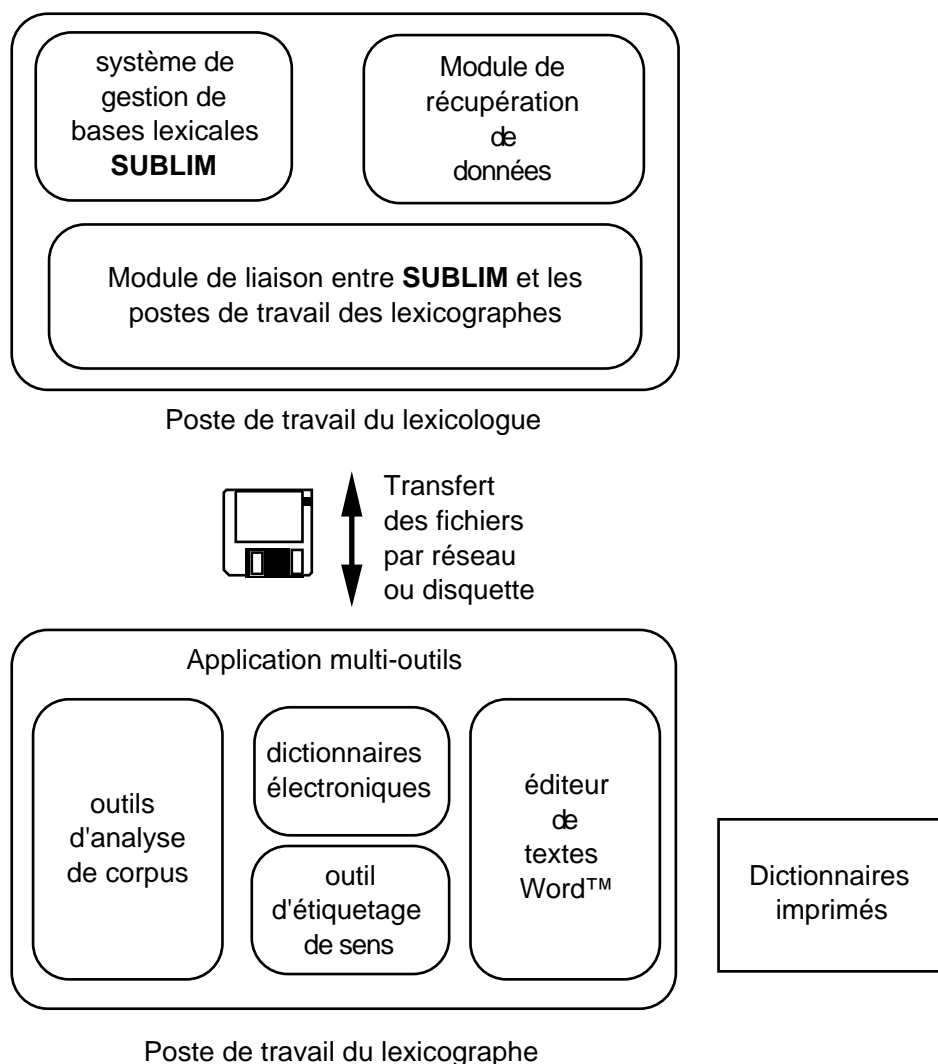 système de
gestion de
bases lexicales
SUBLIM
Module de
récupération
de
données
Module de liaison entre SUBLIM et les
postes de travail des lexicographes
Poste de travail du lexicologue
Transfert
des fichiers
par réseau
ou disquette
Application multi-outils
outils
d'analyse
de corpus
dictionnaires
électroniques
outil
d'étiquetage
de sens
éditeur
de
textes
Word™
Dictionnaires
imprimés
Poste de travail du lexicographe